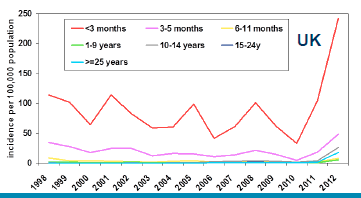 250
200
150
100
50
0
incidence per 100,000 population
<3 months
3-5 months
6-11 months
1-9 years
10-14 years
15-24y
>=25 years
UK
1998
1999
2000
2001
2002
2003
2004
2005
2006
2007
2008
2009
2010
2011
2012